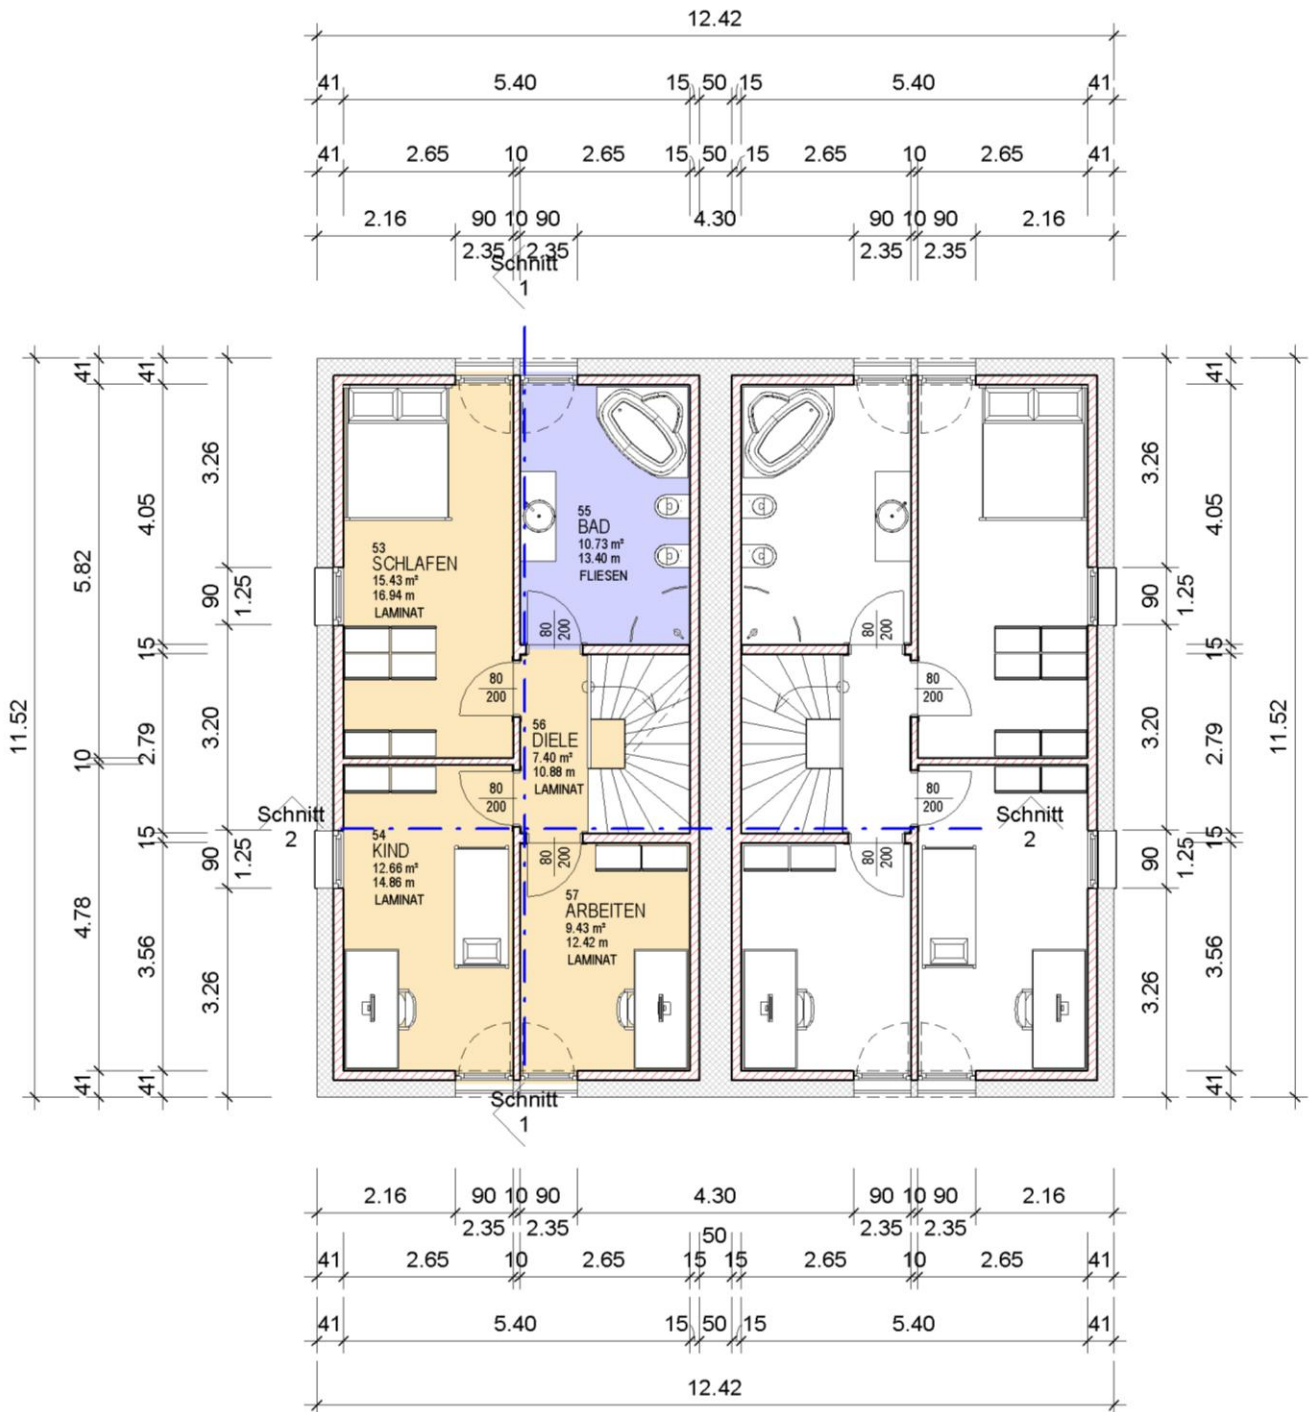 12.42
41 5.40 15 50 15 5.40 41
41 2.65 10 2.65 15 50 15 2.65 10 2.65 41
2.16 90 10 90 4.30 90 10 90 2.16
2.35 2.35 2.35 2.35
Schnitt
1
11.52
41
5.82
10
4.78
41
41
4.05
15
2.79
15
3.56
41
3.26
90
1.25
3.20
90
1.25
3.26
53
SCHLAFEN
15.43 m²
16.94 m
LAMINAT
55
BAD
10.73 m²
13.40 m
FLIESEN
80
200
80
200
56
DIELE
7.40 m²
10.88 m
LAMINAT
80
200
Schnitt
2
54
KIND
12.66 m²
14.86 m
LAMINAT
80
200
57
ARBEITEN
9.43 m²
12.42 m
LAMINAT
80
200
80
200
80
200
80
200
Schnitt
2
3.26
90
1.25
3.20
90
1.25
3.26
41
4.05
15
2.79
15
3.56
41
11.52
Schnitt
1
2.16 90 10 90 4.30 90 10 90 2.16
2.35 2.35 50 2.35 2.35
41 2.65 10 2.65 15 15 2.65 10 2.65 41
41 5.40 15 50 15 5.40 41
12.42